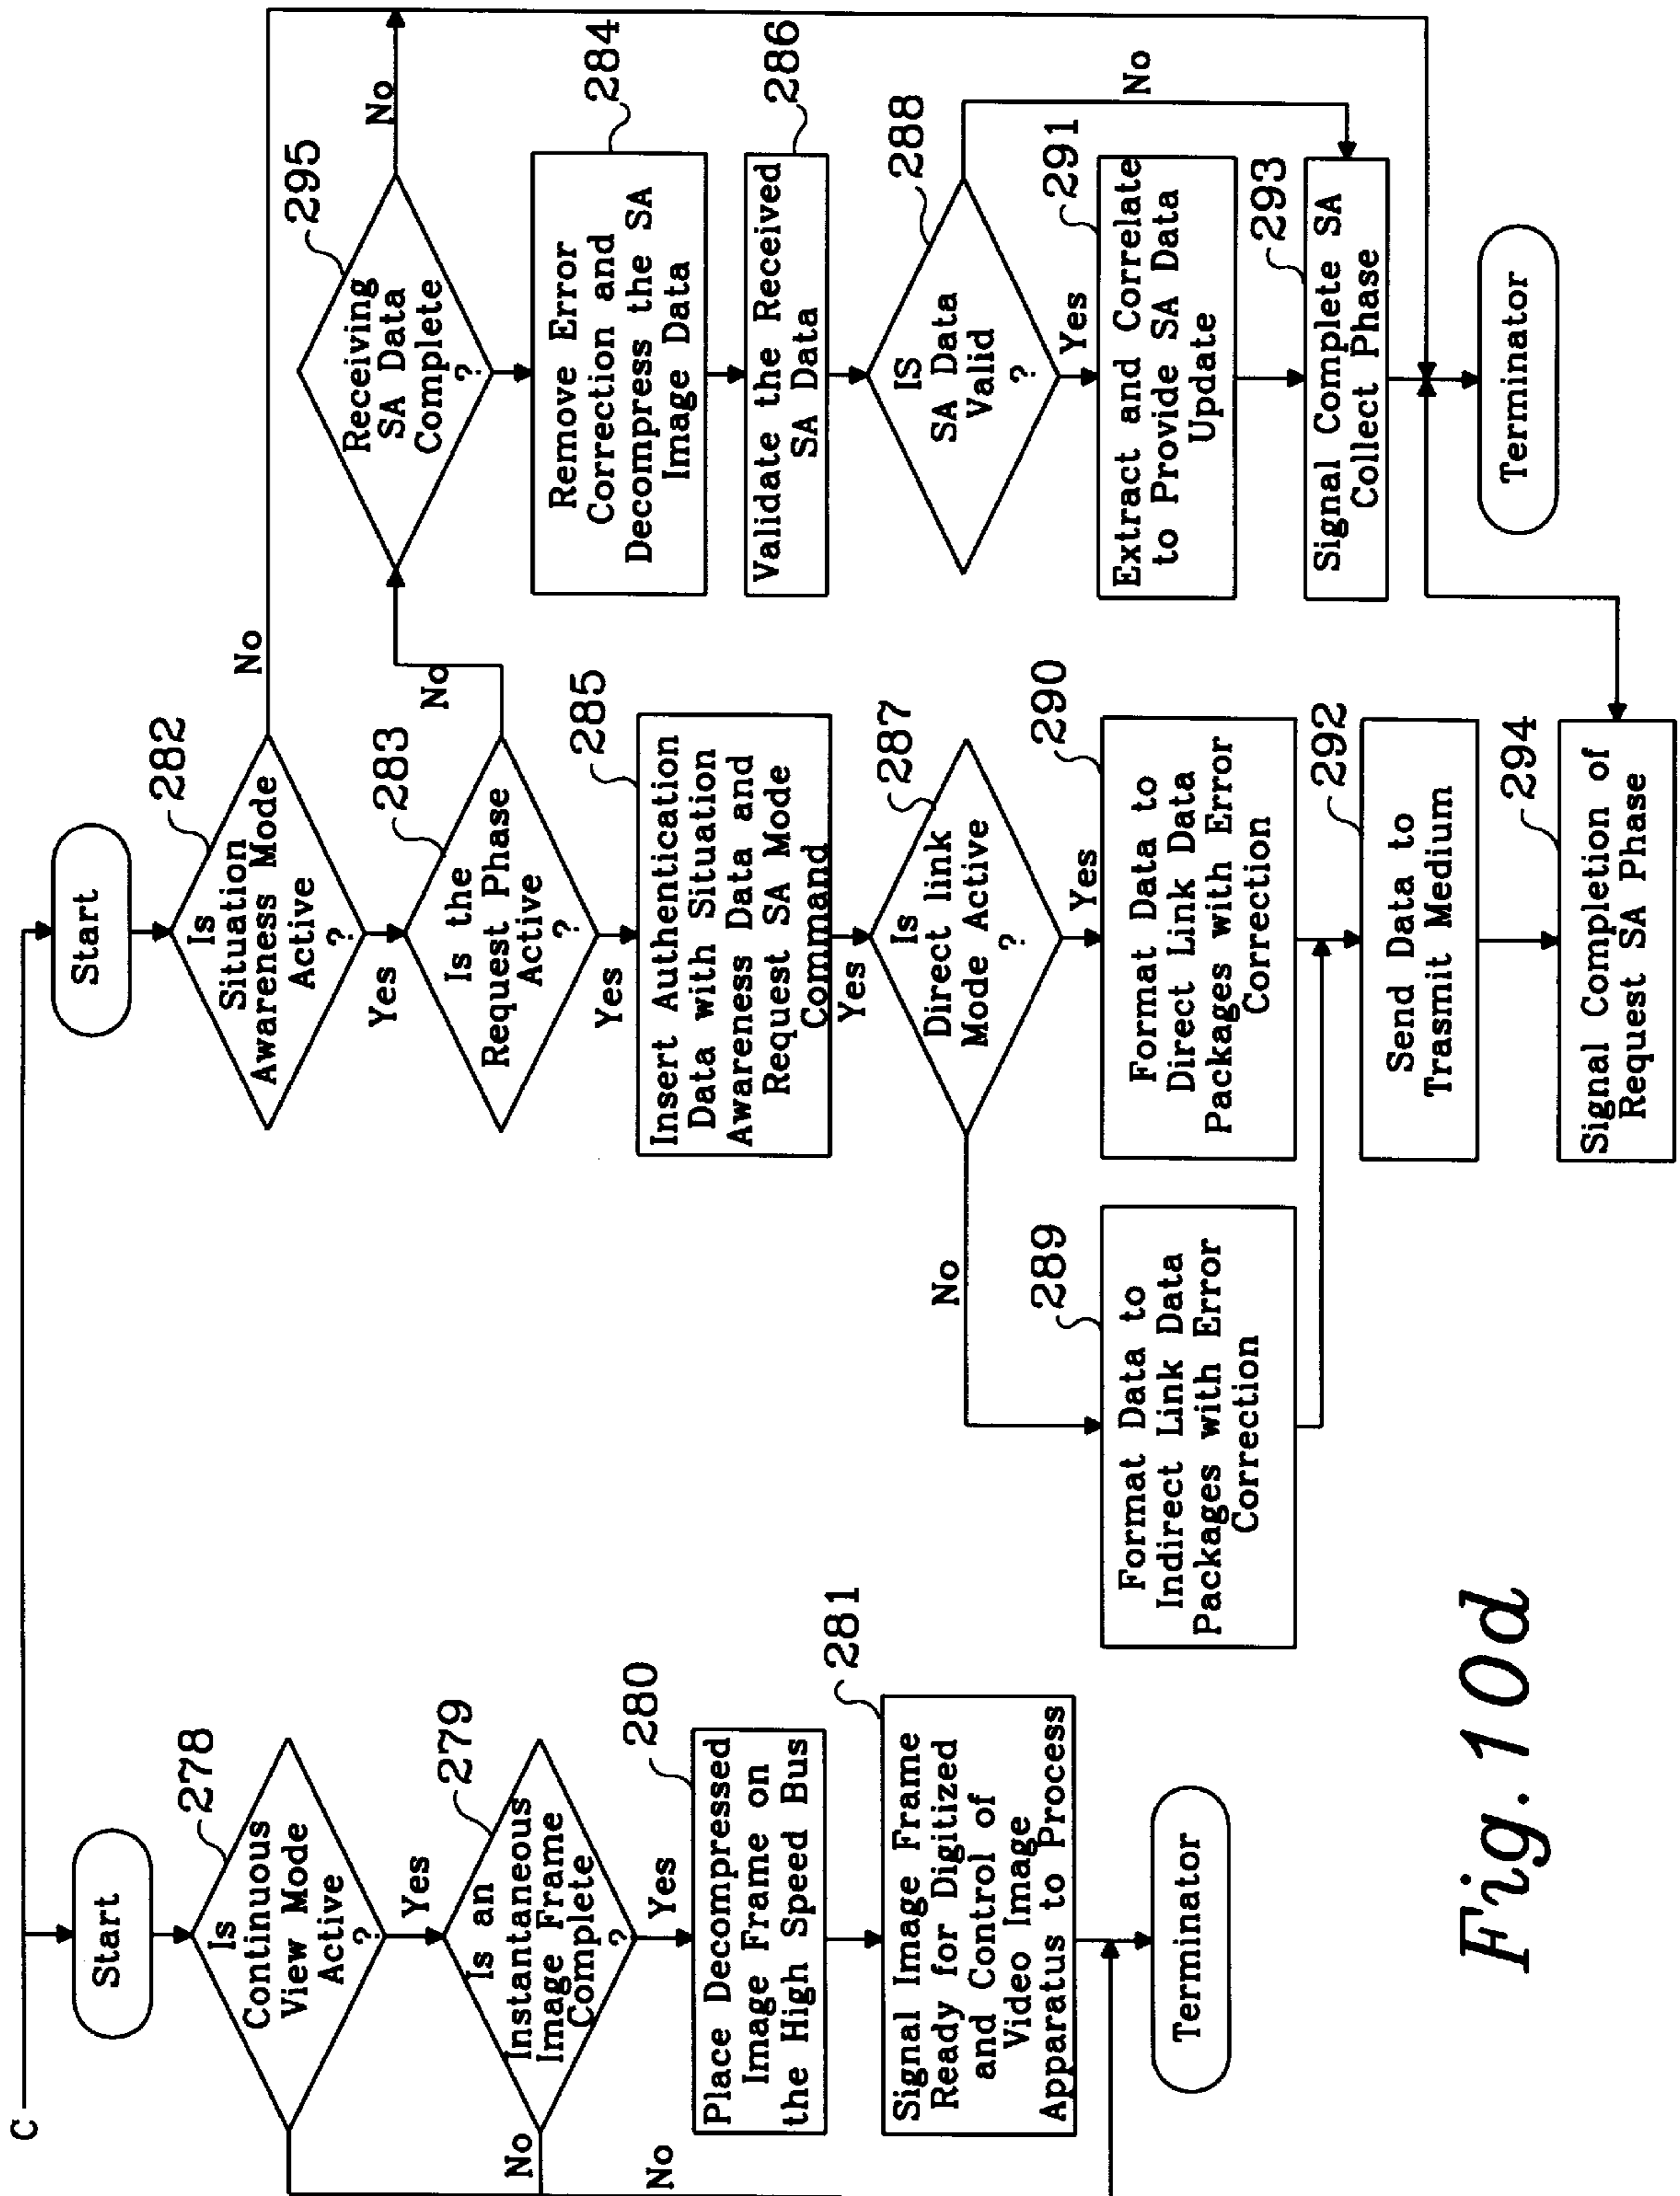 C
Start
278
Is
Continuous
View Mode
Active
?
Yes
279
Is an
Instantaneous
Image Frame
Complete
?
No
Yes
No
280
Place Decompressed
Image Frame on
the High Speed Bus
281
Signal Image Frame
Ready for Digitized
and Control of
Video Image
Apparatus to Process
Terminator
Start
282
Is
Situation
Awareness Mode
Active
?
No
Yes
283
Is the
Request Phase
Active
?
No
Yes
285
Insert Authentication
Data with Situation
Awareness Data and
Request SA Mode
Command
Yes
287
Is
Direct link
Mode Active
?
No
Yes
289
Format Data to
Indirect Link Data
Packages with Error
Correction
290
Format Data to
Direct Link Data
Packages with Error
Correction
292
Send Data to
Trasmit Medium
294
Signal Completion of
Request SA Phase
295
Receiving
SA Data
Complete
?
No
284
Remove Error
Correction and
Decompress the SA
Image Data
286
Validate the Received
SA Data
288
IS
SA Data
Valid
?
No
Yes
291
Extract and Correlate
to Provide SA Data
Update
293
Signal Complete SA
Collect Phase
Terminator
Fig. 10d